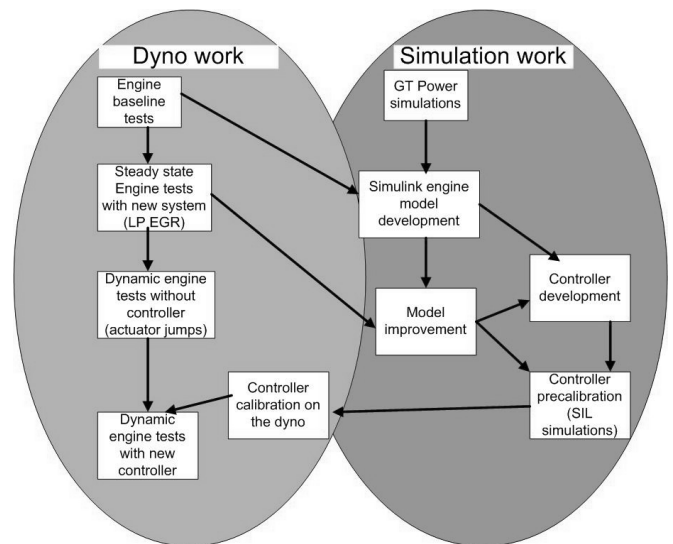 Dyno work
Simulation work
Engine
baseline
tests
GT Power
simulations
Steady state
Engine tests
with new system
(LP EGR)
Simulink engine
model
development
Dynamic engine
tests without
controller
(actuator jumps)
Model
improvement
Controller
development
Controller
calibration on
the dyno
Controller
precalibration
(SIL
simulations)
Dynamic
engine tests
with new
controller